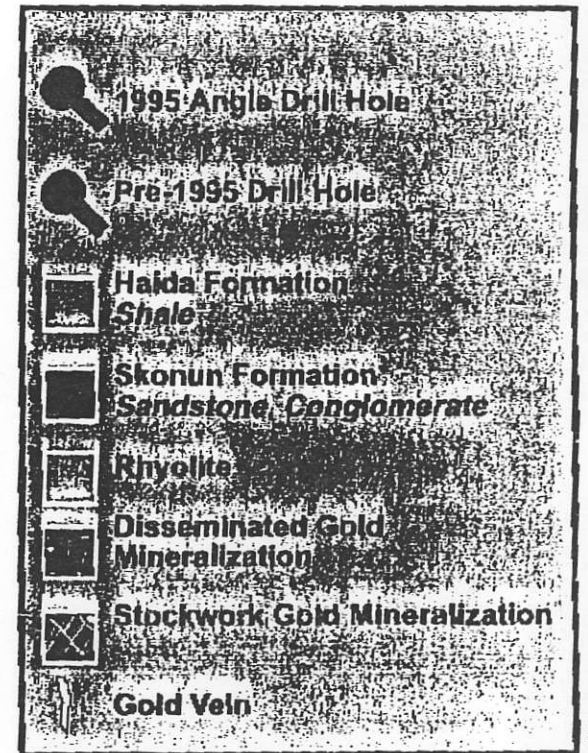 1995 Angle Drill Hole
Pre-1995 Drill Hole
Haida Formation
Shale
Skonun Formation
Sandstone, Conglomerate
Rhyolite
Disseminated Gold
Mineralization
Stockwork Gold Mineralization
Gold Vein